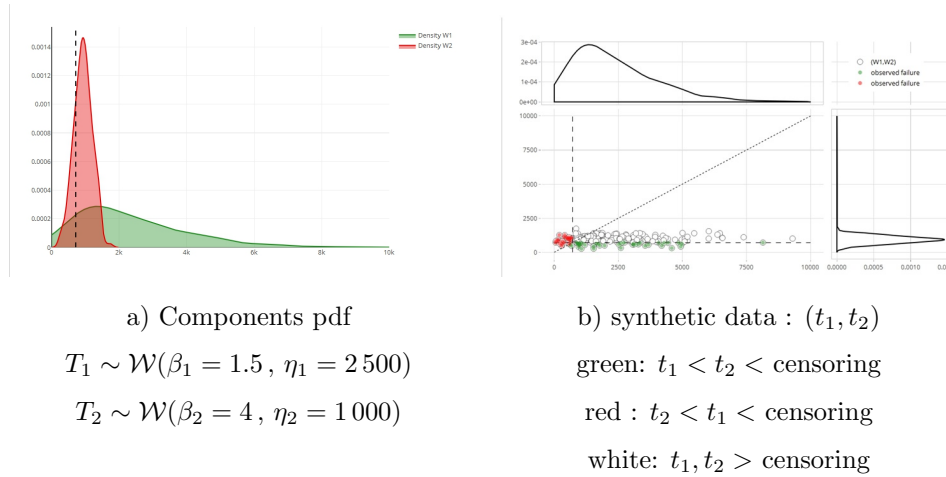 Density W1
Density W2
0.0014
0.0012
0.001
0.0008
0.0006
0.0004
0.0002
0
0
2k
4k
6k
8k
10k
3e-04
2e-04
1e-04
0e+00
(W1,W2)
observed failure
observed failure
10000
7500
5000
2500
0
0
2500
5000
7500
10000
0.0000
0.0005
0.0010
a) Components pdf
T₁ ∼ 𝒲(β₁ = 1.5 , η₁ = 2 500)
T₂ ∼ 𝒲(β₂ = 4 , η₂ = 1 000)
b) synthetic data : (t₁, t₂)
green: t₁ < t₂ < censoring
red : t₂ < t₁ < censoring
white: t₁, t₂ > censoring